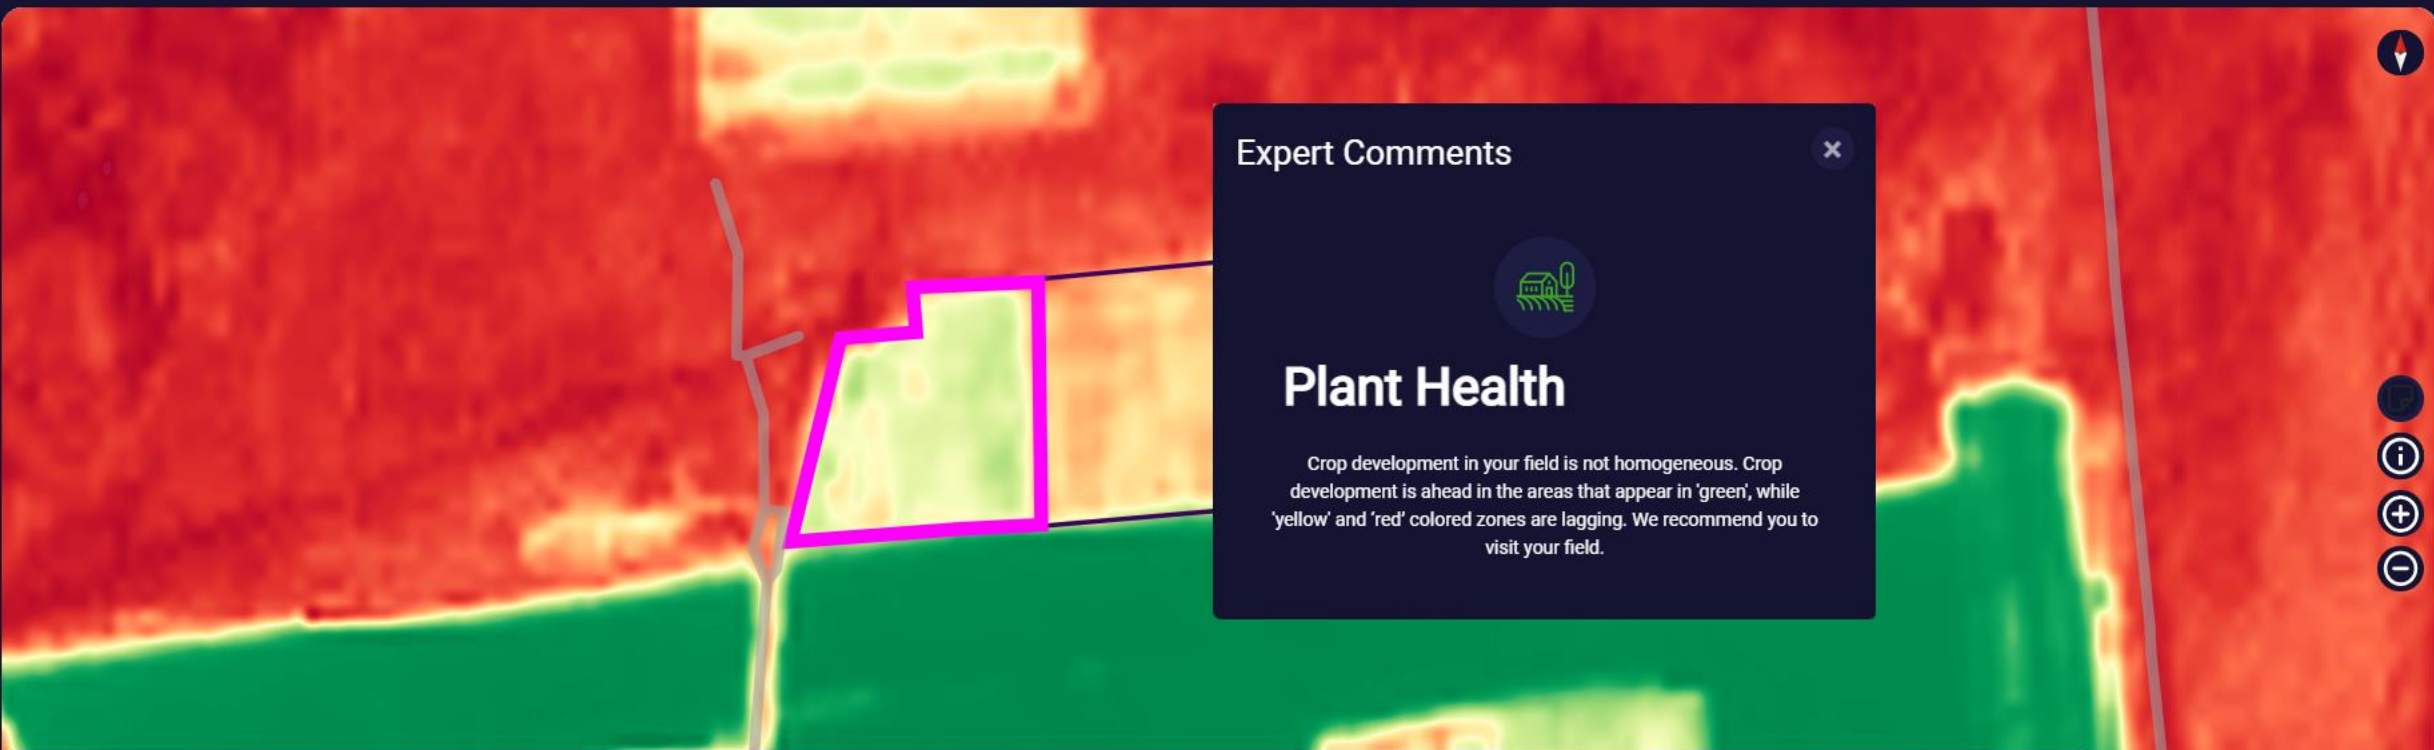 Expert Comments
Plant Health
Crop development in your field is not homogeneous. Crop
development is ahead in the areas that appear in 'green', while
'yellow' and ‘red’ colored zones are lagging. We recommend you to
visit your field.